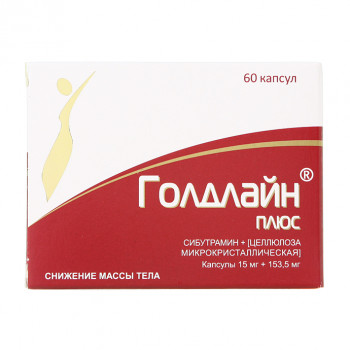 60 капсул
Голдлайн®
ПЛЮС
СИБУТРАМИН + [ЦЕЛЛЮЛОЗА
МИКРОКРИСТАЛЛИЧЕСКАЯ]
Капсулы 15 мг + 153,5 мг
СНИЖЕНИЕ МАССЫ ТЕЛА